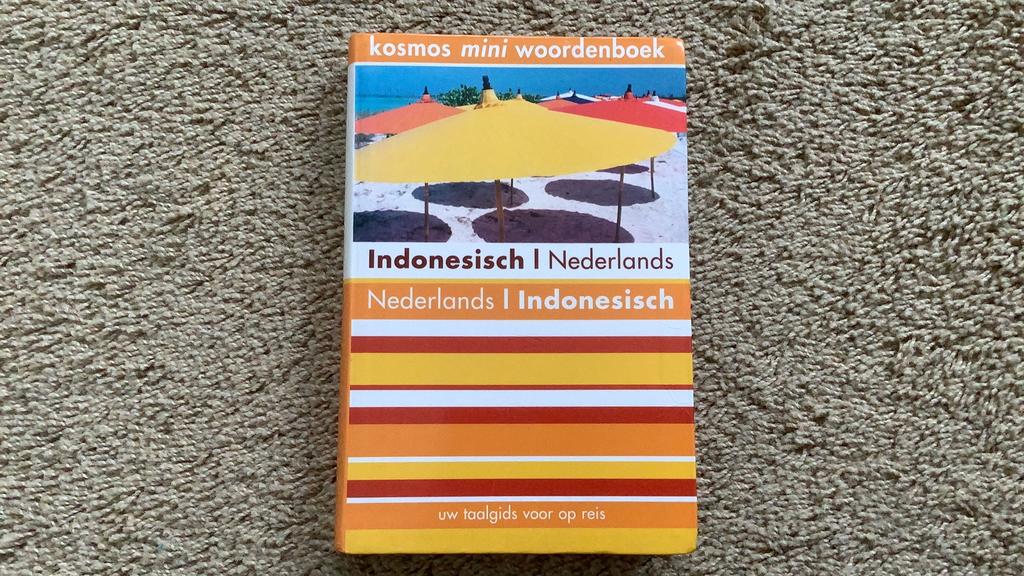 kosmos mini woordenboek
Indonesisch | Nederlands
Nederlands | Indonesisch
uw taalgids voor op reis